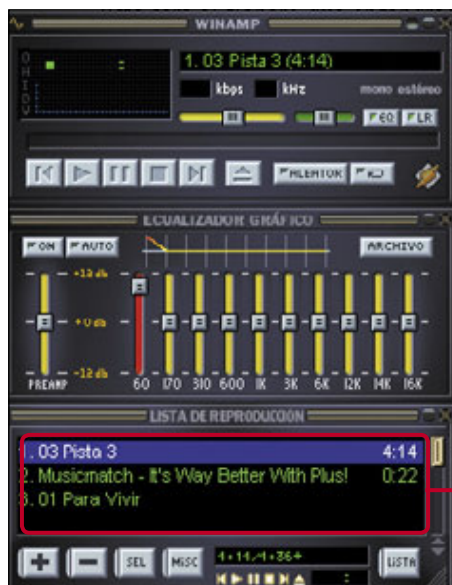 WINAMP
O
A
I
D
V
1. 03 Pista 3 (4:14)
kbps kHz mono estéreo
EQ LR
ALEATOR
ECUALIZADOR GRÁFICO
ON AUTO ARCHIVO
+12 db
+0 db
-12 db
PREAMP 60 170 310 600 1K 3K 6K 12K 14K 16K
LISTA DE REPRODUCCIÓN
1. 03 Pista 3 4:14
2. Musicmatch - It's Way Better With Plus! 0:22
3. 01 Para Vivir
SEL MISC LISTA